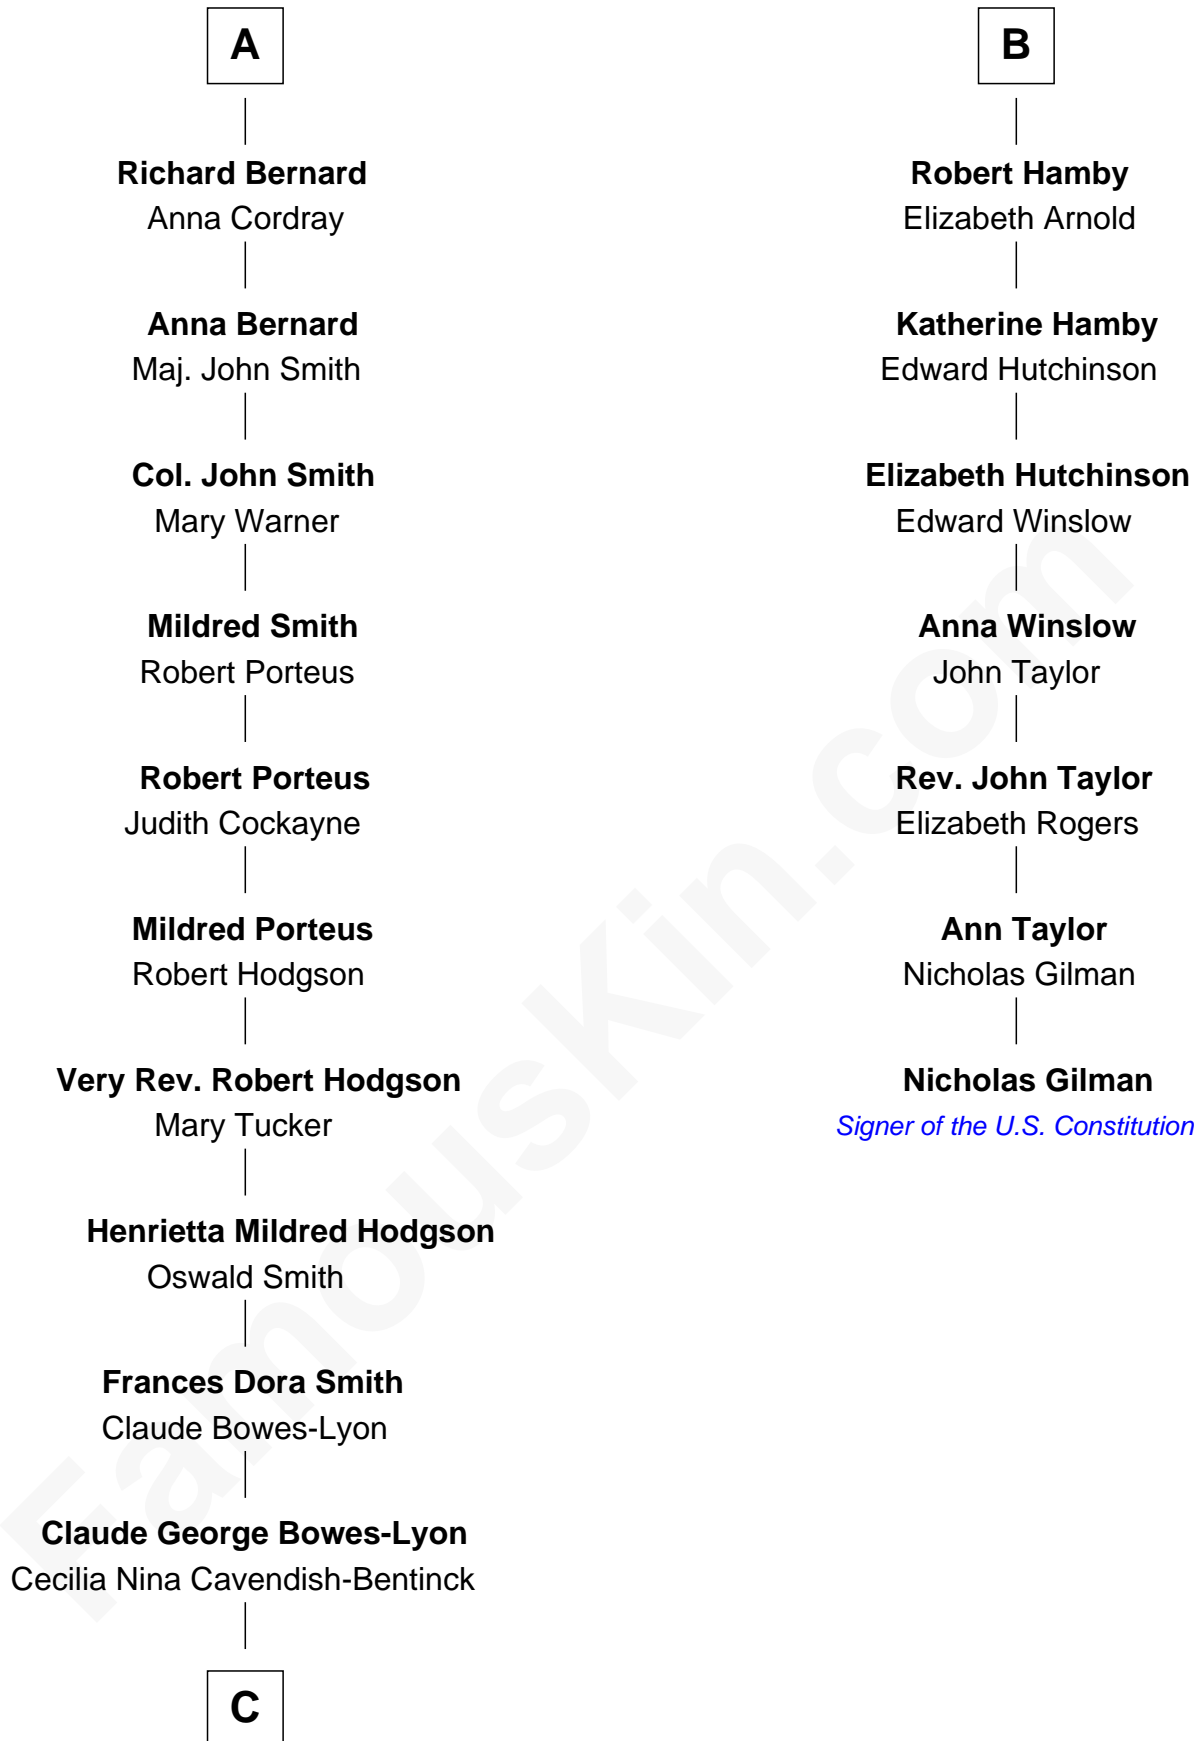 A
Richard Bernard
Anna Cordray
Anna Bernard
Maj. John Smith
Col. John Smith
Mary Warner
Mildred Smith
Robert Porteus
Robert Porteus
Judith Cockayne
Mildred Porteus
Robert Hodgson
Very Rev. Robert Hodgson
Mary Tucker
Henrietta Mildred Hodgson
Oswald Smith
Frances Dora Smith
Claude Bowes-Lyon
Claude George Bowes-Lyon
Cecilia Nina Cavendish-Bentinck
C
B
Robert Hamby
Elizabeth Arnold
Katherine Hamby
Edward Hutchinson
Elizabeth Hutchinson
Edward Winslow
Anna Winslow
John Taylor
Rev. John Taylor
Elizabeth Rogers
Ann Taylor
Nicholas Gilman
Nicholas Gilman
Signer of the U.S. Constitution
FamousKin.com